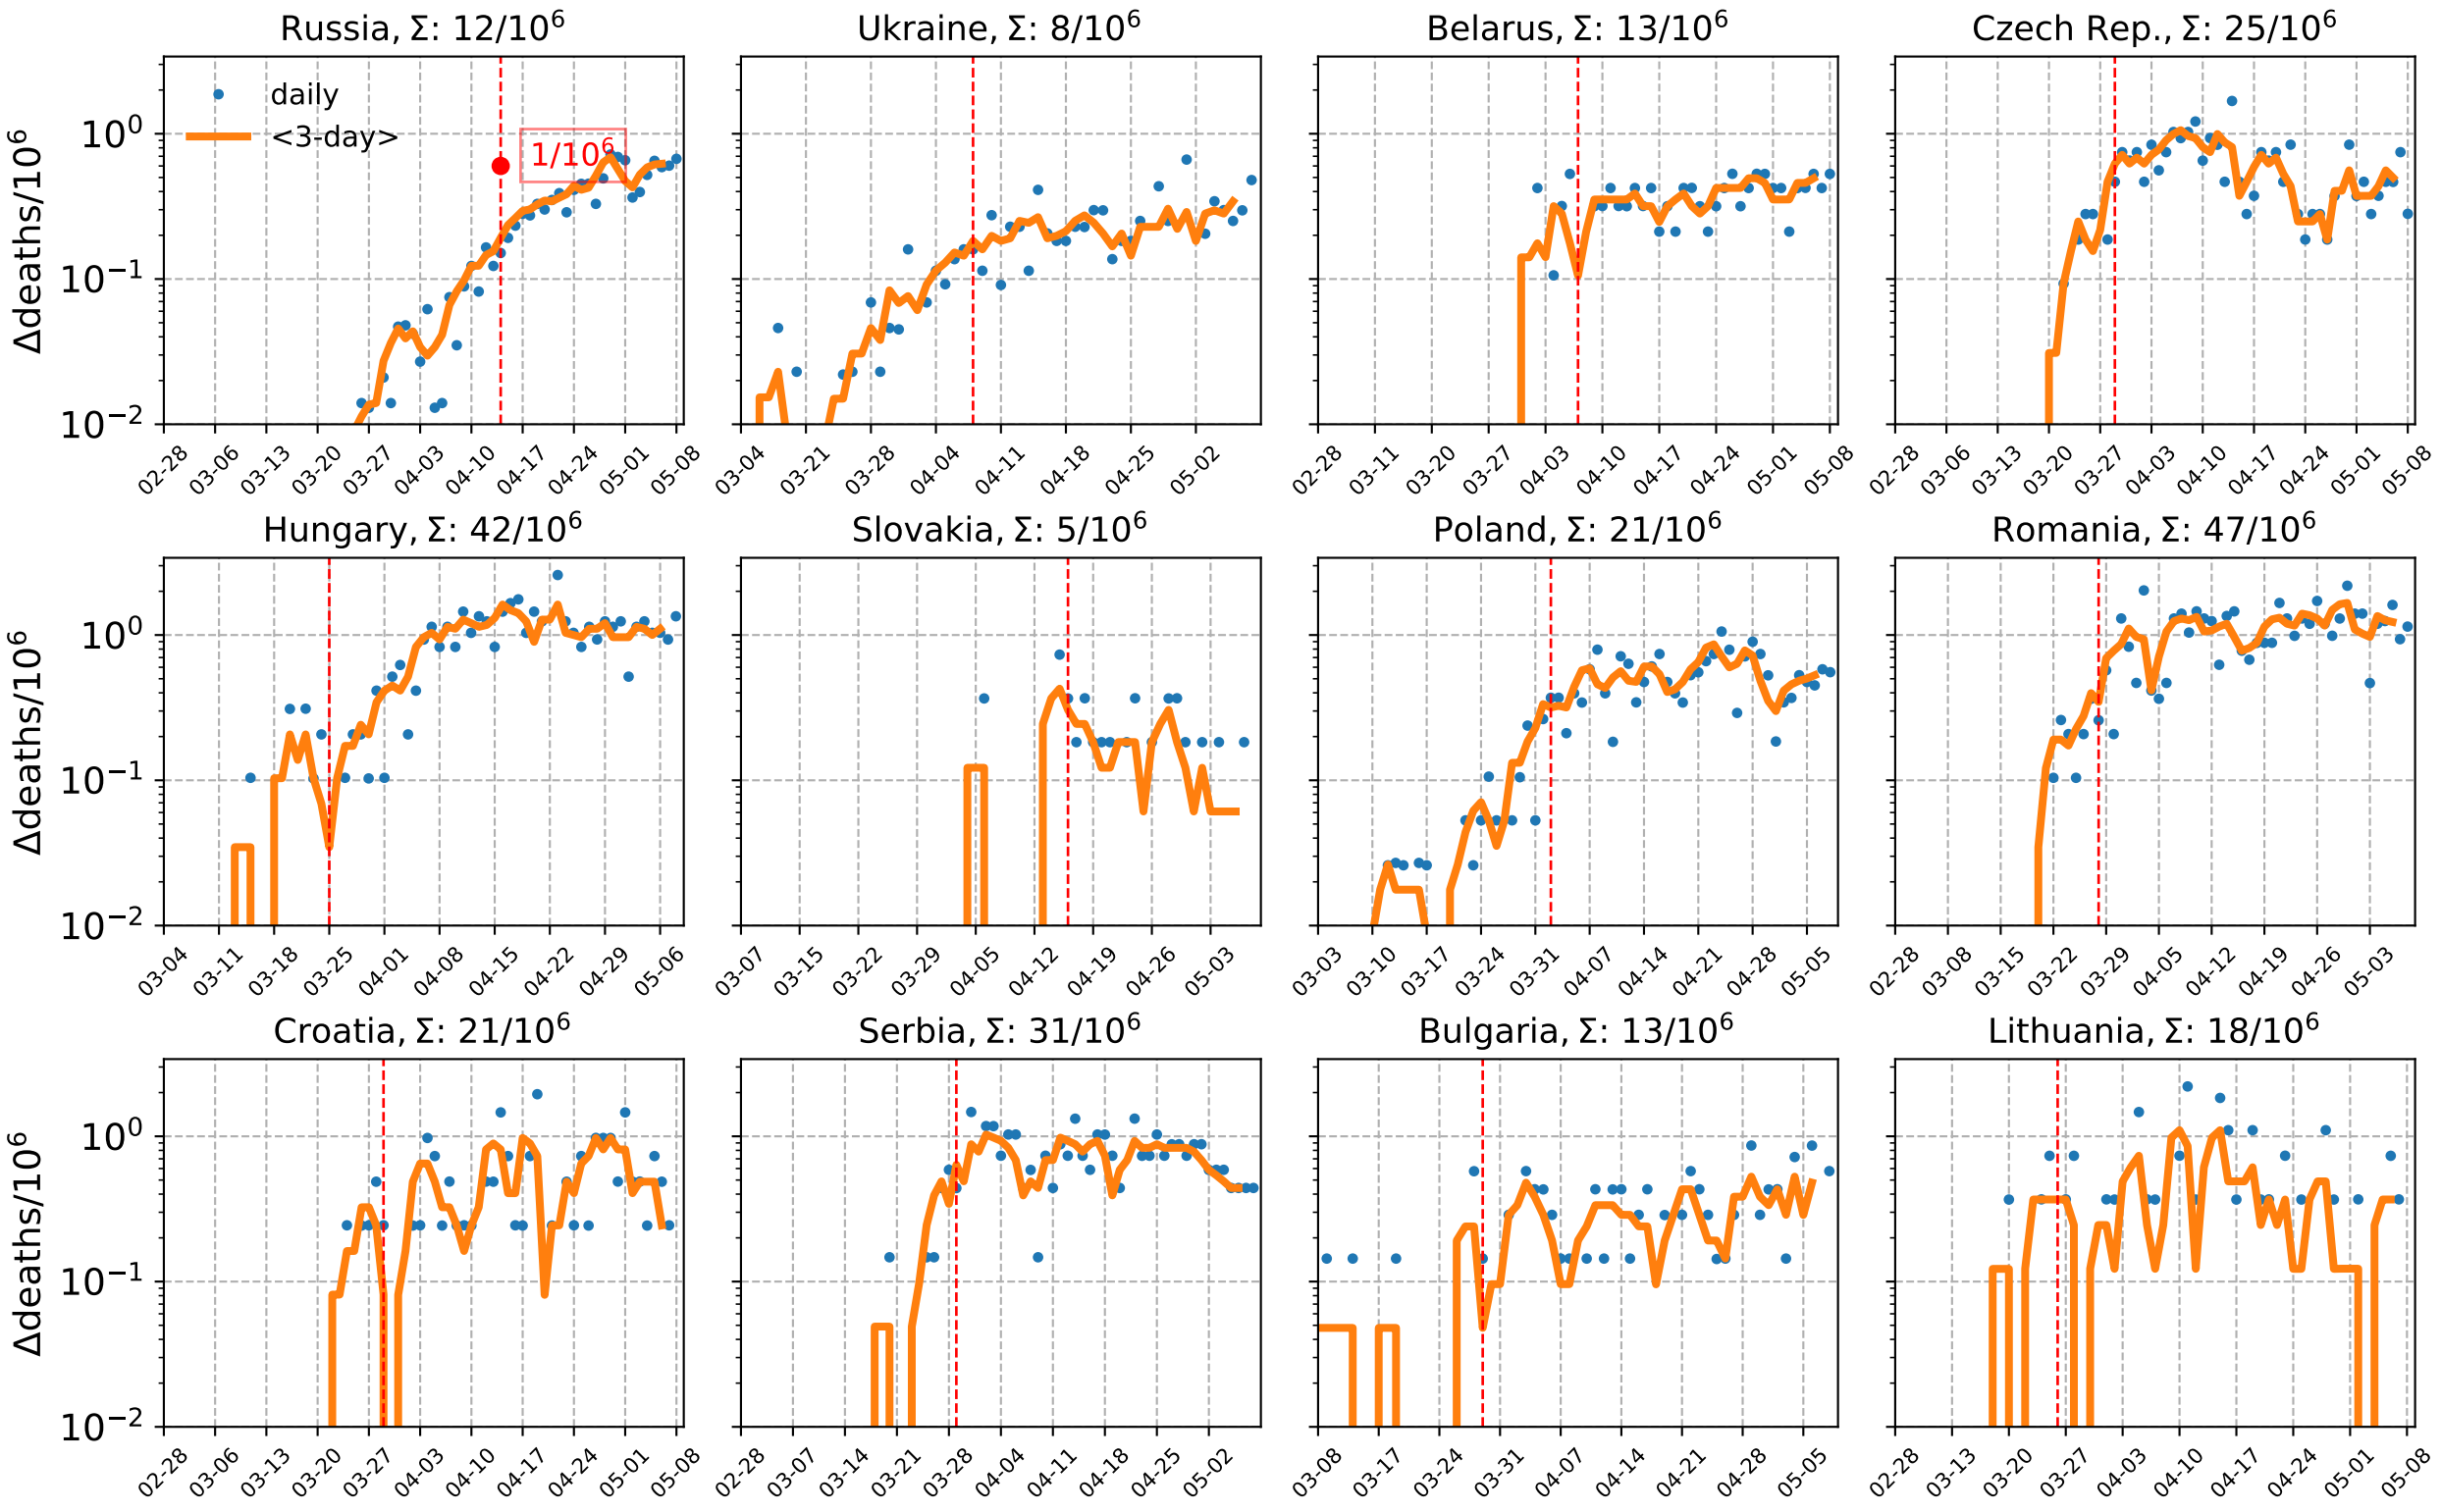 Russia, Σ: 12/10⁶
Ukraine, Σ: 8/10⁶
Belarus, Σ: 13/10⁶
Czech Rep., Σ: 25/10⁶
Δdeaths/10⁶
10⁰
10⁻¹
10⁻²
daily
<3-day>
1/10⁶
02-28 03-06 03-13 03-20 03-27 04-03 04-10 04-17 04-24 05-01 05-08
03-04 03-21 03-28 04-04 04-11 04-18 04-25 05-02
02-28 03-11 03-20 03-27 04-03 04-10 04-17 04-24 05-01 05-08
02-28 03-06 03-13 03-20 03-27 04-03 04-10 04-17 04-24 05-01 05-08
Hungary, Σ: 42/10⁶
Slovakia, Σ: 5/10⁶
Poland, Σ: 21/10⁶
Romania, Σ: 47/10⁶
Δdeaths/10⁶
10⁰
10⁻¹
10⁻²
03-04 03-11 03-18 03-25 04-01 04-08 04-15 04-22 04-29 05-06
03-07 03-15 03-22 03-29 04-05 04-12 04-19 04-26 05-03
03-03 03-10 03-17 03-24 03-31 04-07 04-14 04-21 04-28 05-05
02-28 03-08 03-15 03-22 03-29 04-05 04-12 04-19 04-26 05-03
Croatia, Σ: 21/10⁶
Serbia, Σ: 31/10⁶
Bulgaria, Σ: 13/10⁶
Lithuania, Σ: 18/10⁶
Δdeaths/10⁶
10⁰
10⁻¹
10⁻²
02-28 03-06 03-13 03-20 03-27 04-03 04-10 04-17 04-24 05-01 05-08
02-28 03-07 03-14 03-21 03-28 04-04 04-11 04-18 04-25 05-02
03-08 03-17 03-24 03-31 04-07 04-14 04-21 04-28 05-05
02-28 03-13 03-20 03-27 04-03 04-10 04-17 04-24 05-01 05-08